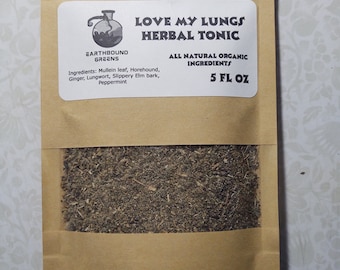 LOVE MY LUNGS
HERBAL TONIC
EARTHBOUND
GREENS
ALL NATURAL ORGANIC
INGREDIENTS
5 FL OZ
Ingredients: Mullein leaf, Horehound,
Ginger, Lungwort, Slippery Elm bark,
Peppermint